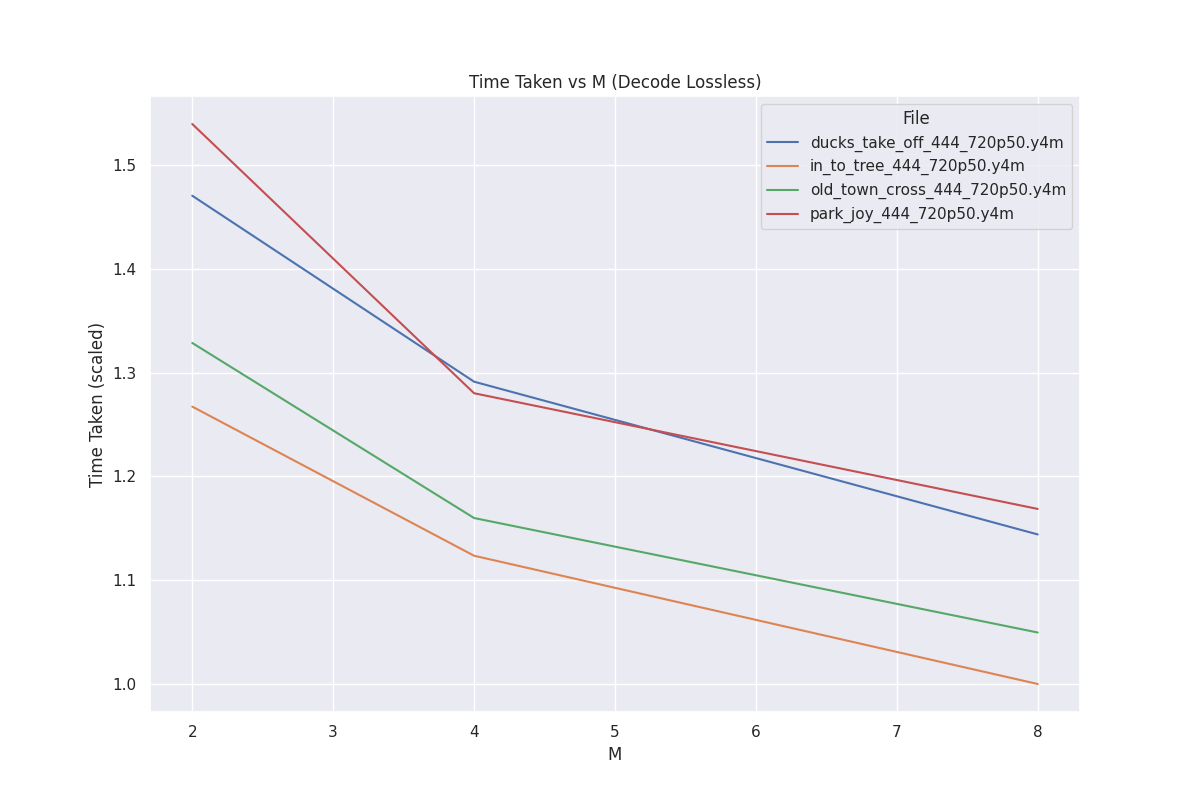 Time Taken vs M (Decode Lossless)
File
ducks_take_off_444_720p50.y4m
in_to_tree_444_720p50.y4m
old_town_cross_444_720p50.y4m
park_joy_444_720p50.y4m
Time Taken (scaled)
1.5
1.4
1.3
1.2
1.1
1.0
2 3 4 5 6 7 8
M